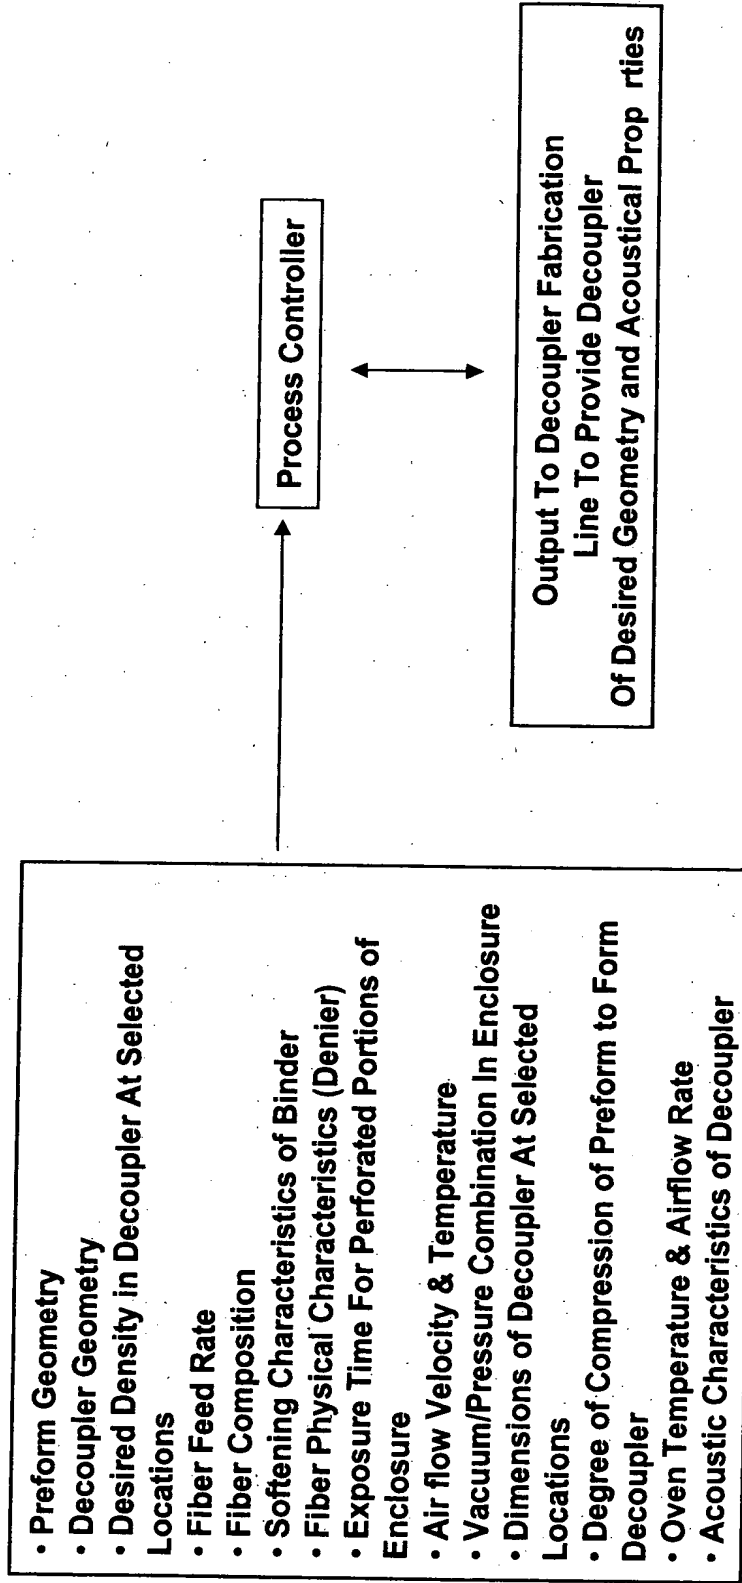 • Preform Geometry
• Decoupler Geometry
• Desired Density in Decoupler At Selected
Locations
• Fiber Feed Rate
• Fiber Composition
• Softening Characteristics of Binder
• Fiber Physical Characteristics (Denier)
• Exposure Time For Perforated Portions of
Enclosure
• Air flow Velocity & Temperature
• Vacuum/Pressure Combination In Enclosure
• Dimensions of Decoupler At Selected
Locations
• Degree of Compression of Preform to Form
Decoupler
• Oven Temperature & Airflow Rate
• Acoustic Characteristics of Decoupler
Process Controller
Output To Decoupler Fabrication
Line To Provide Decoupler
Of Desired Geometry and Acoustical Prop rties